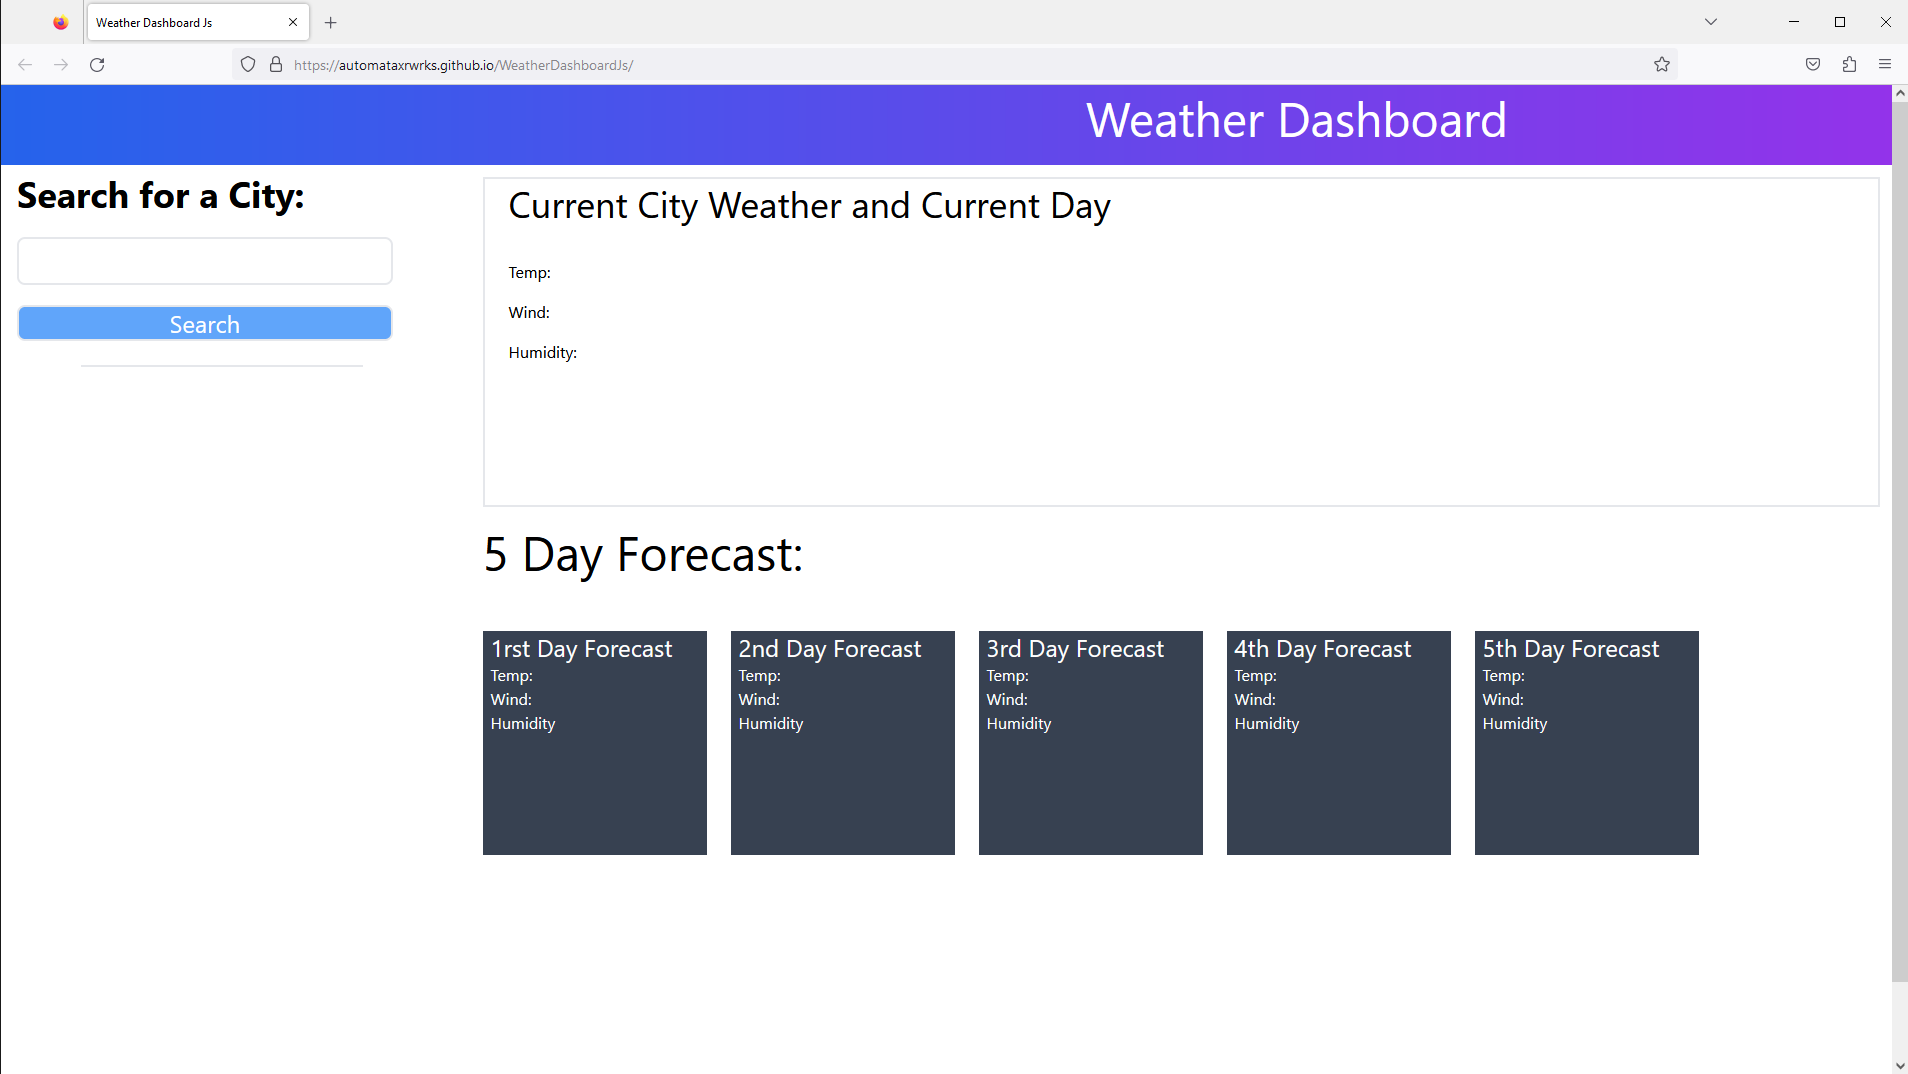 Weather Dashboard Js
https://automataxrwrks.github.io/WeatherDashboardJs/
Weather Dashboard
Search for a City:
Search
Current City Weather and Current Day
Temp:
Wind:
Humidity:
5 Day Forecast:
1rst Day Forecast
Temp:
Wind:
Humidity
2nd Day Forecast
Temp:
Wind:
Humidity
3rd Day Forecast
Temp:
Wind:
Humidity
4th Day Forecast
Temp:
Wind:
Humidity
5th Day Forecast
Temp:
Wind:
Humidity